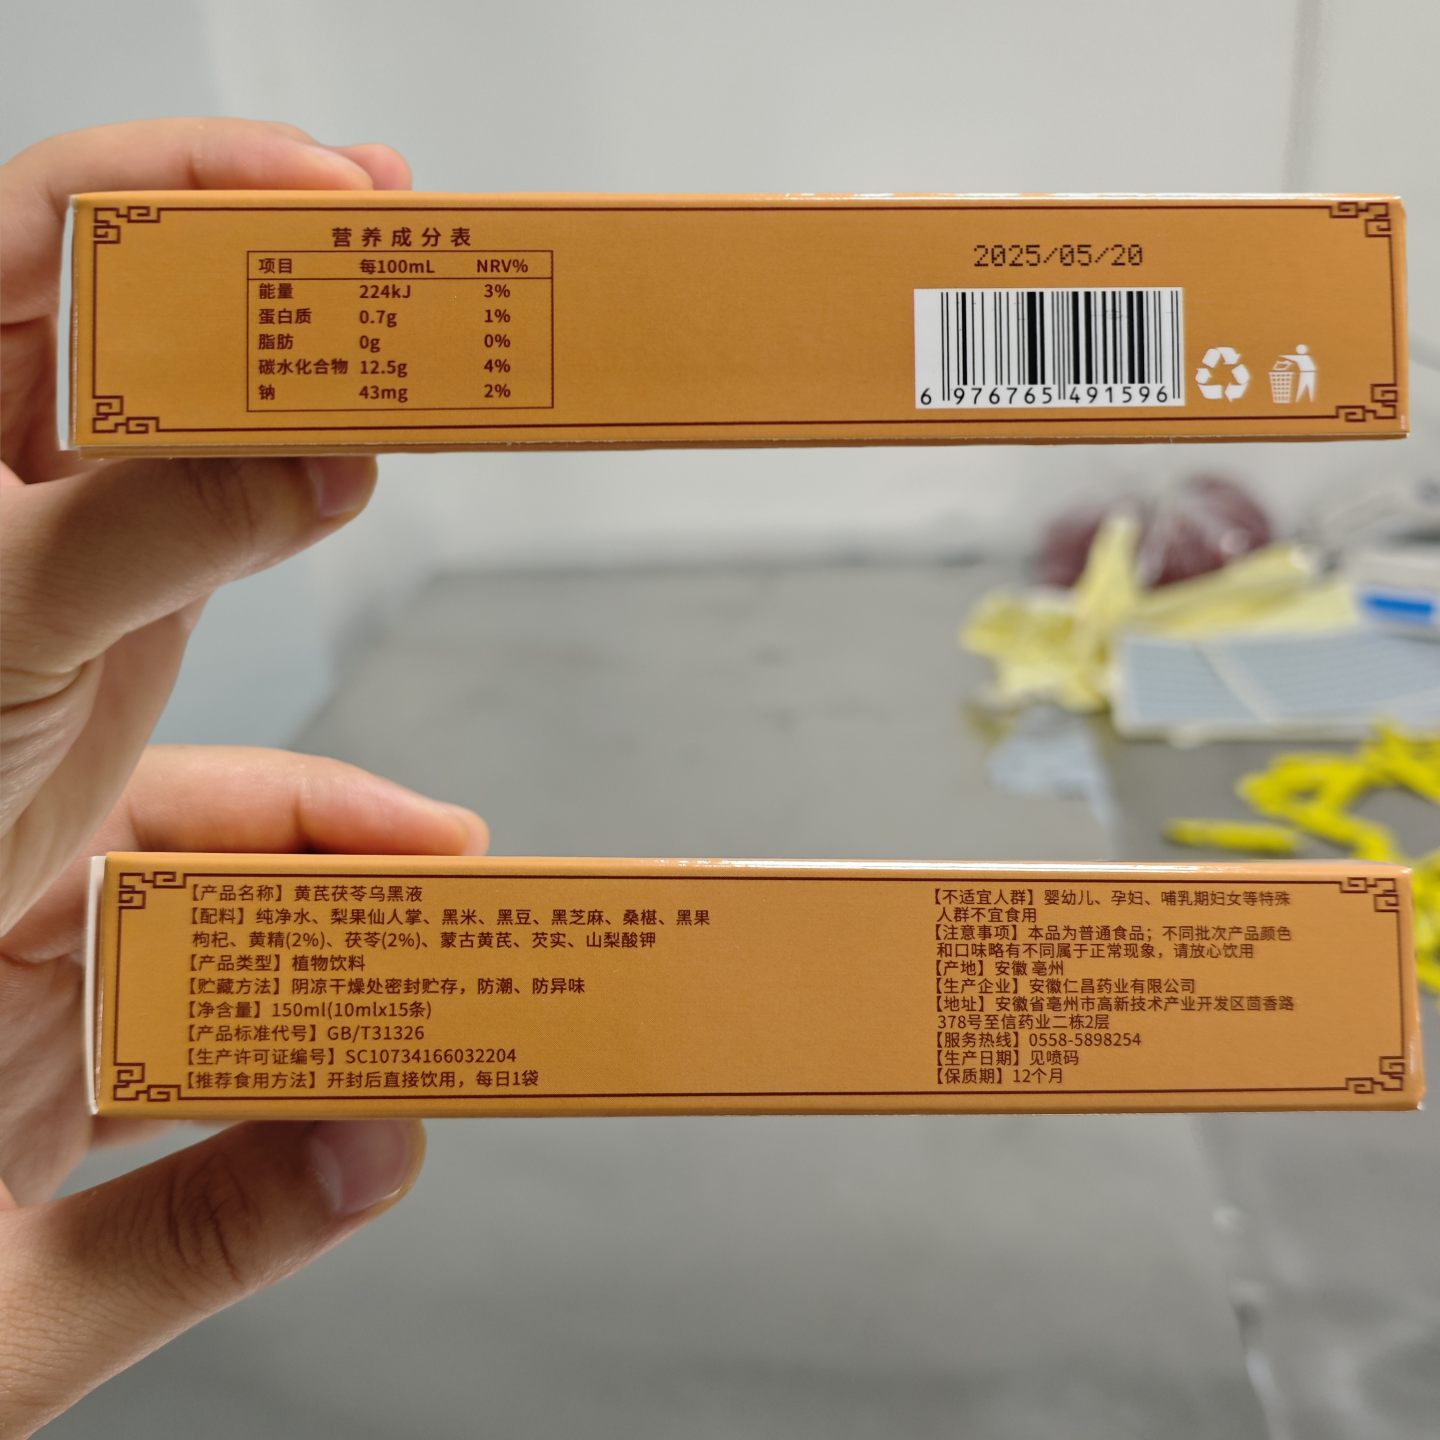 营养成分表
项目 每100mL NRV%
能量 224kJ 3%
蛋白质 0.7g 1%
脂肪 0g 0%
碳水化合物 12.5g 4%
钠 43mg 2%
2025/05/20
6 976765 491596
【产品名称】黄芪茯苓乌黑液
【配料】纯净水、梨果仙人掌、黑米、黑豆、黑芝麻、桑椹、黑果
枸杞、黄精(2%)、茯苓(2%)、蒙古黄芪、芡实、山梨酸钾
【产品类型】植物饮料
【贮藏方法】阴凉干燥处密封贮存，防潮、防异味
【净含量】150ml(10mlx15条)
【产品标准代号】GB/T31326
【生产许可证编号】SC10734166032204
【推荐食用方法】开封后直接饮用，每日1袋
【不适宜人群】婴幼儿、孕妇、哺乳期妇女等特殊
人群不宜食用
【注意事项】本品为普通食品；不同批次产品颜色
和口味略有不同属于正常现象，请放心饮用
【产地】安徽 亳州
【生产企业】安徽仁昌药业有限公司
【地址】安徽省亳州市高新技术产业开发区茴香路
378号至信药业二栋2层
【服务热线】0558-5898254
【生产日期】见喷码
【保质期】12个月